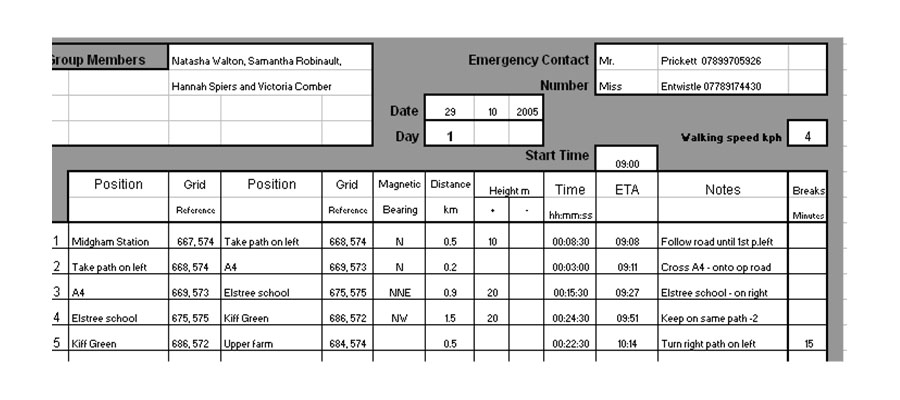 Group Members Natasha Walton, Samantha Robinault, Emergency Contact Mr. Prickett 07899705926
Hannah Spiers and Victoria Comber Number Miss Entwistle 07789174430
Date 29 10 2005
Day 1 Walking speed kph 4
Start Time 09:00
Position Grid Position Grid Magnetic Distance Height m Time ETA Notes Breaks
Reference Reference Bearing km + - hh:mm:ss Minutes
1 Midgham Station 667, 574 Take path on left 668, 574 N 0.5 10 00:08:30 09:08 Follow road until 1st p.left
2 Take path on left 668, 574 A4 669, 573 N 0.2 00:03:00 09:11 Cross A4 - onto op road
3 A4 669, 573 Elstree school 675, 575 NNE 0.9 20 00:15:30 09:27 Elstree school - on right
4 Elstree school 675, 575 Kiff Green 686, 572 NW 1.5 20 00:24:30 09:51 Keep on same path -2
5 Kiff Green 686, 572 Upper farm 684, 574 0.5 00:22:30 10:14 Turn right path on left 15